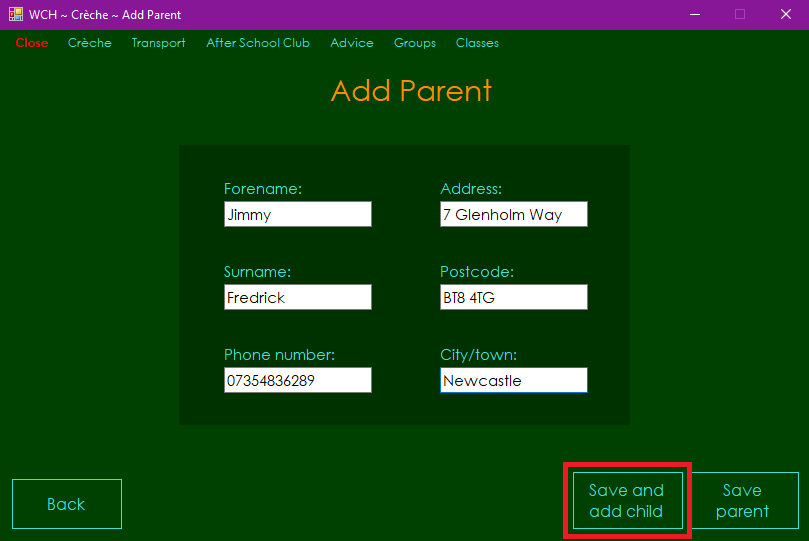 WCH ~ Crèche ~ Add Parent
Close Crèche Transport After School Club Advice Groups Classes
Add Parent
Forename: Address:
Jimmy 7 Glenholm Way
Surname: Postcode:
Fredrick BT8 4TG
Phone number: City/town:
07354836289 Newcastle
Back
Save and
add child
Save
parent